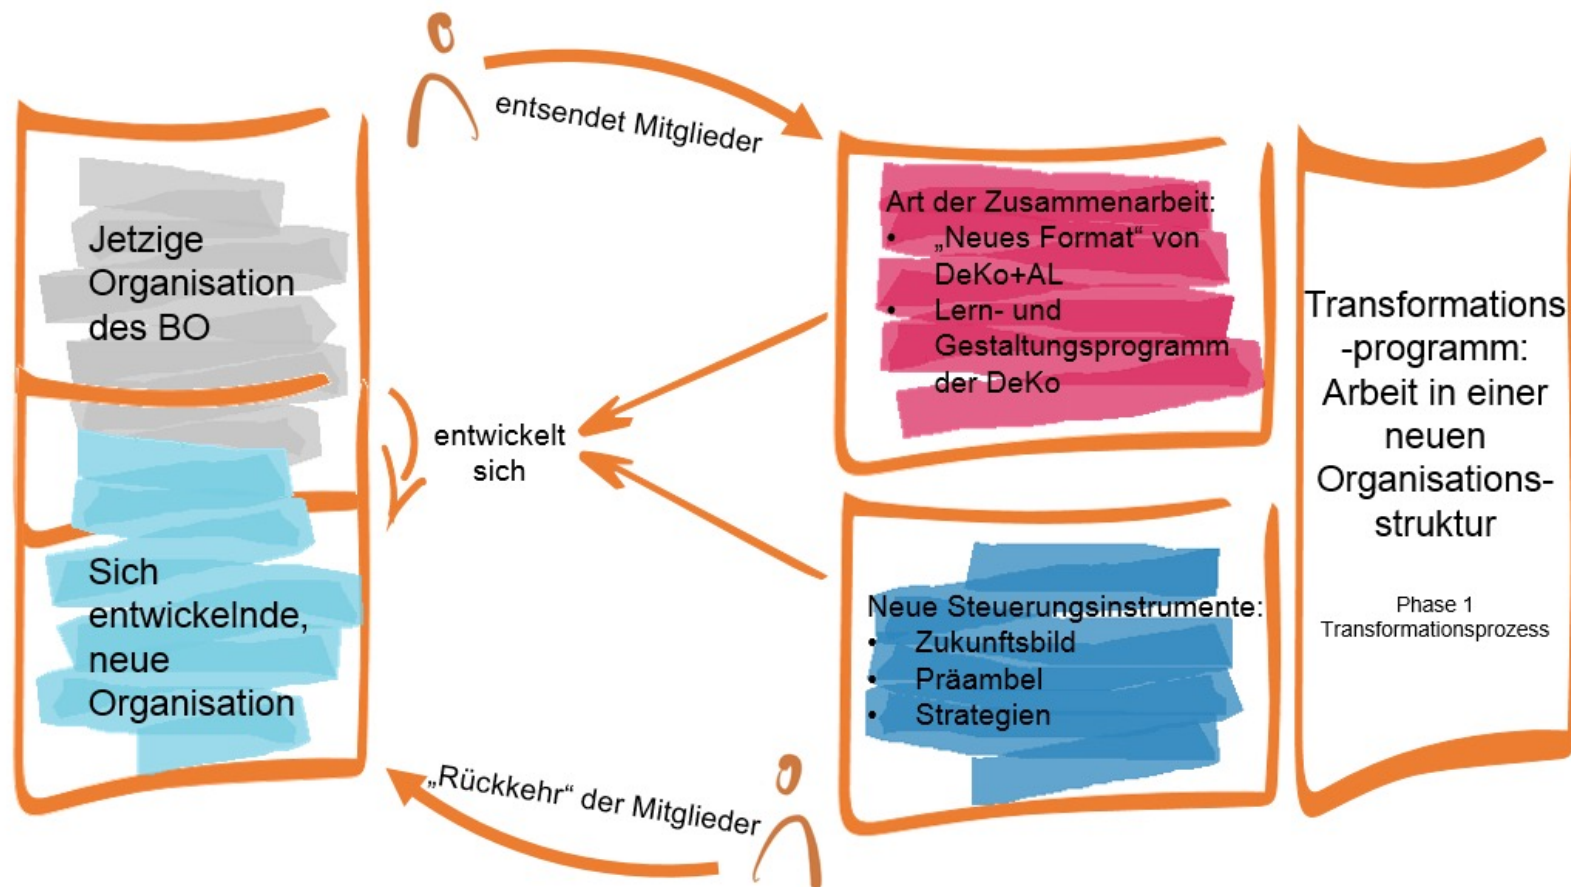 entsendet Mitglieder
Jetzige
Organisation
des BO
entwickelt
sich
Sich
entwickelnde,
neue
Organisation
„Rückkehr“ der Mitglieder
Art der Zusammenarbeit:
• „Neues Format“ von
DeKo+AL
• Lern- und
Gestaltungsprogramm
der DeKo
Neue Steuerungsinstrumente:
• Zukunftsbild
• Präambel
• Strategien
Transformations
-programm:
Arbeit in einer
neuen
Organisations-
struktur
Phase 1
Transformationsprozess